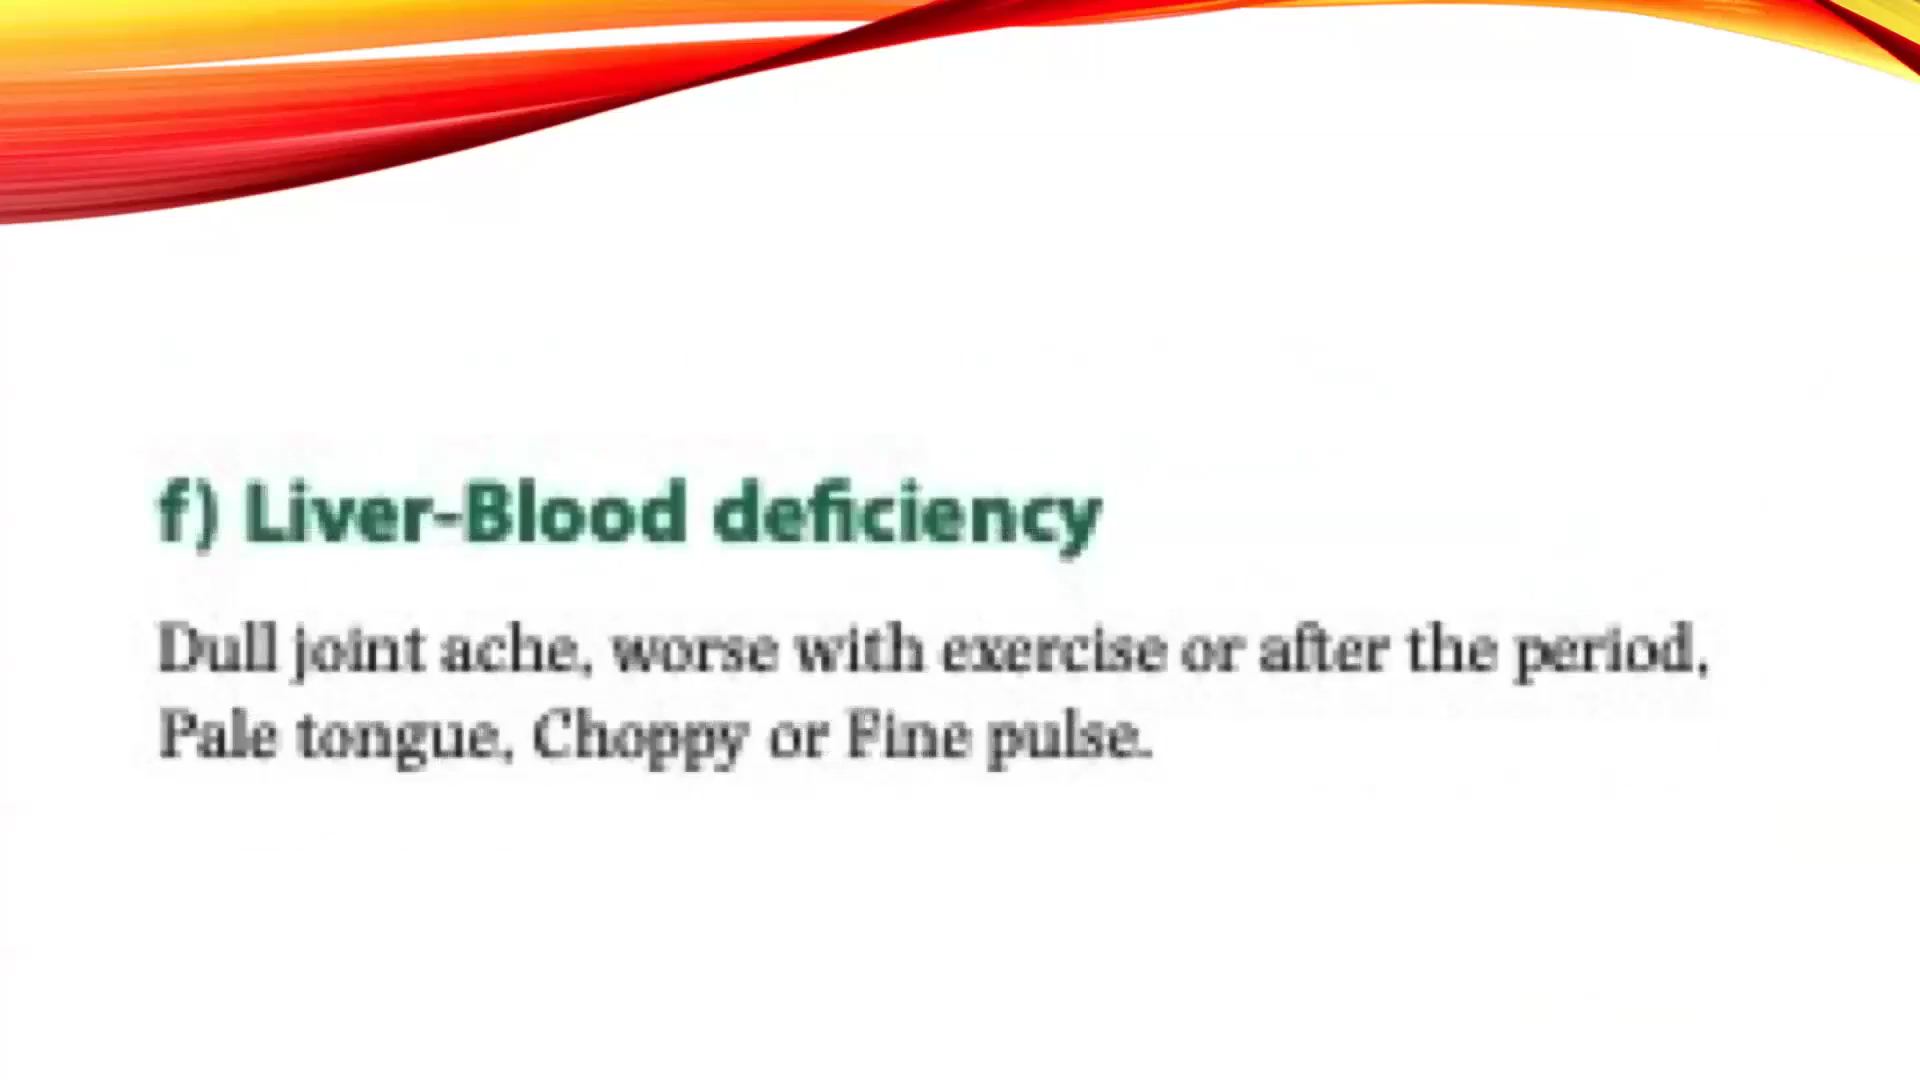 f) Liver-Blood deficiency
Dull joint ache, worse with exercise or after the period,
Pale tongue, Choppy or Fine pulse.